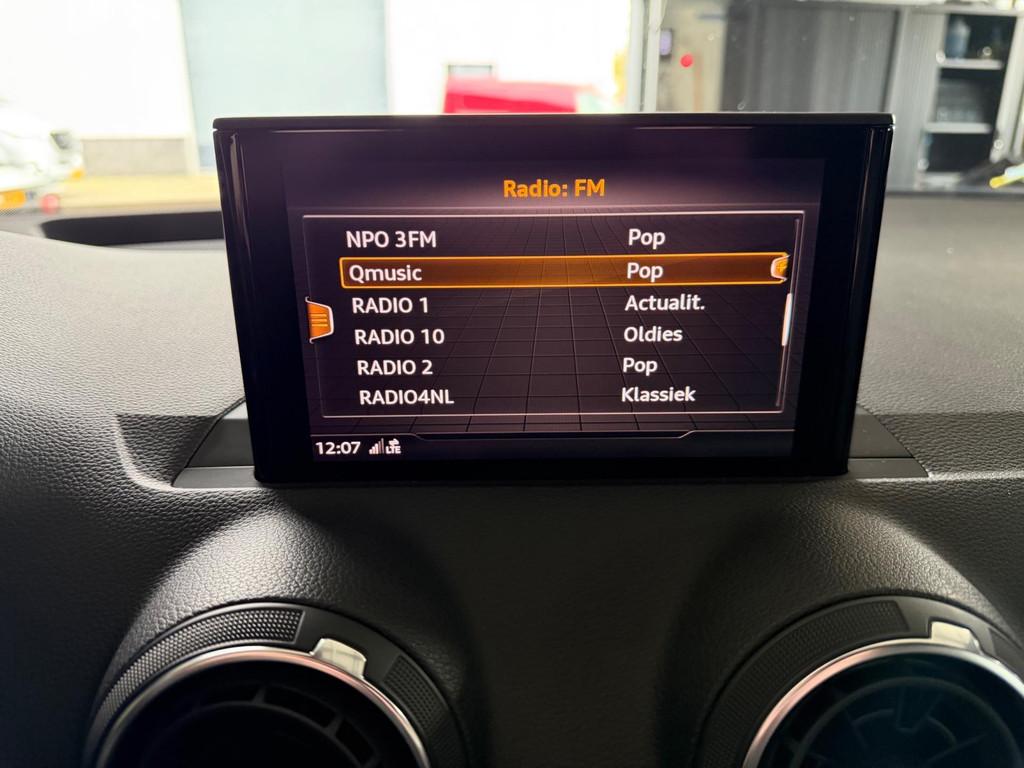 Radio: FM
NPO 3FM Pop
Qmusic Pop
RADIO 1 Actualit.
RADIO 10 Oldies
RADIO 2 Pop
RADIO4NL Klassiek
12:07 LTE